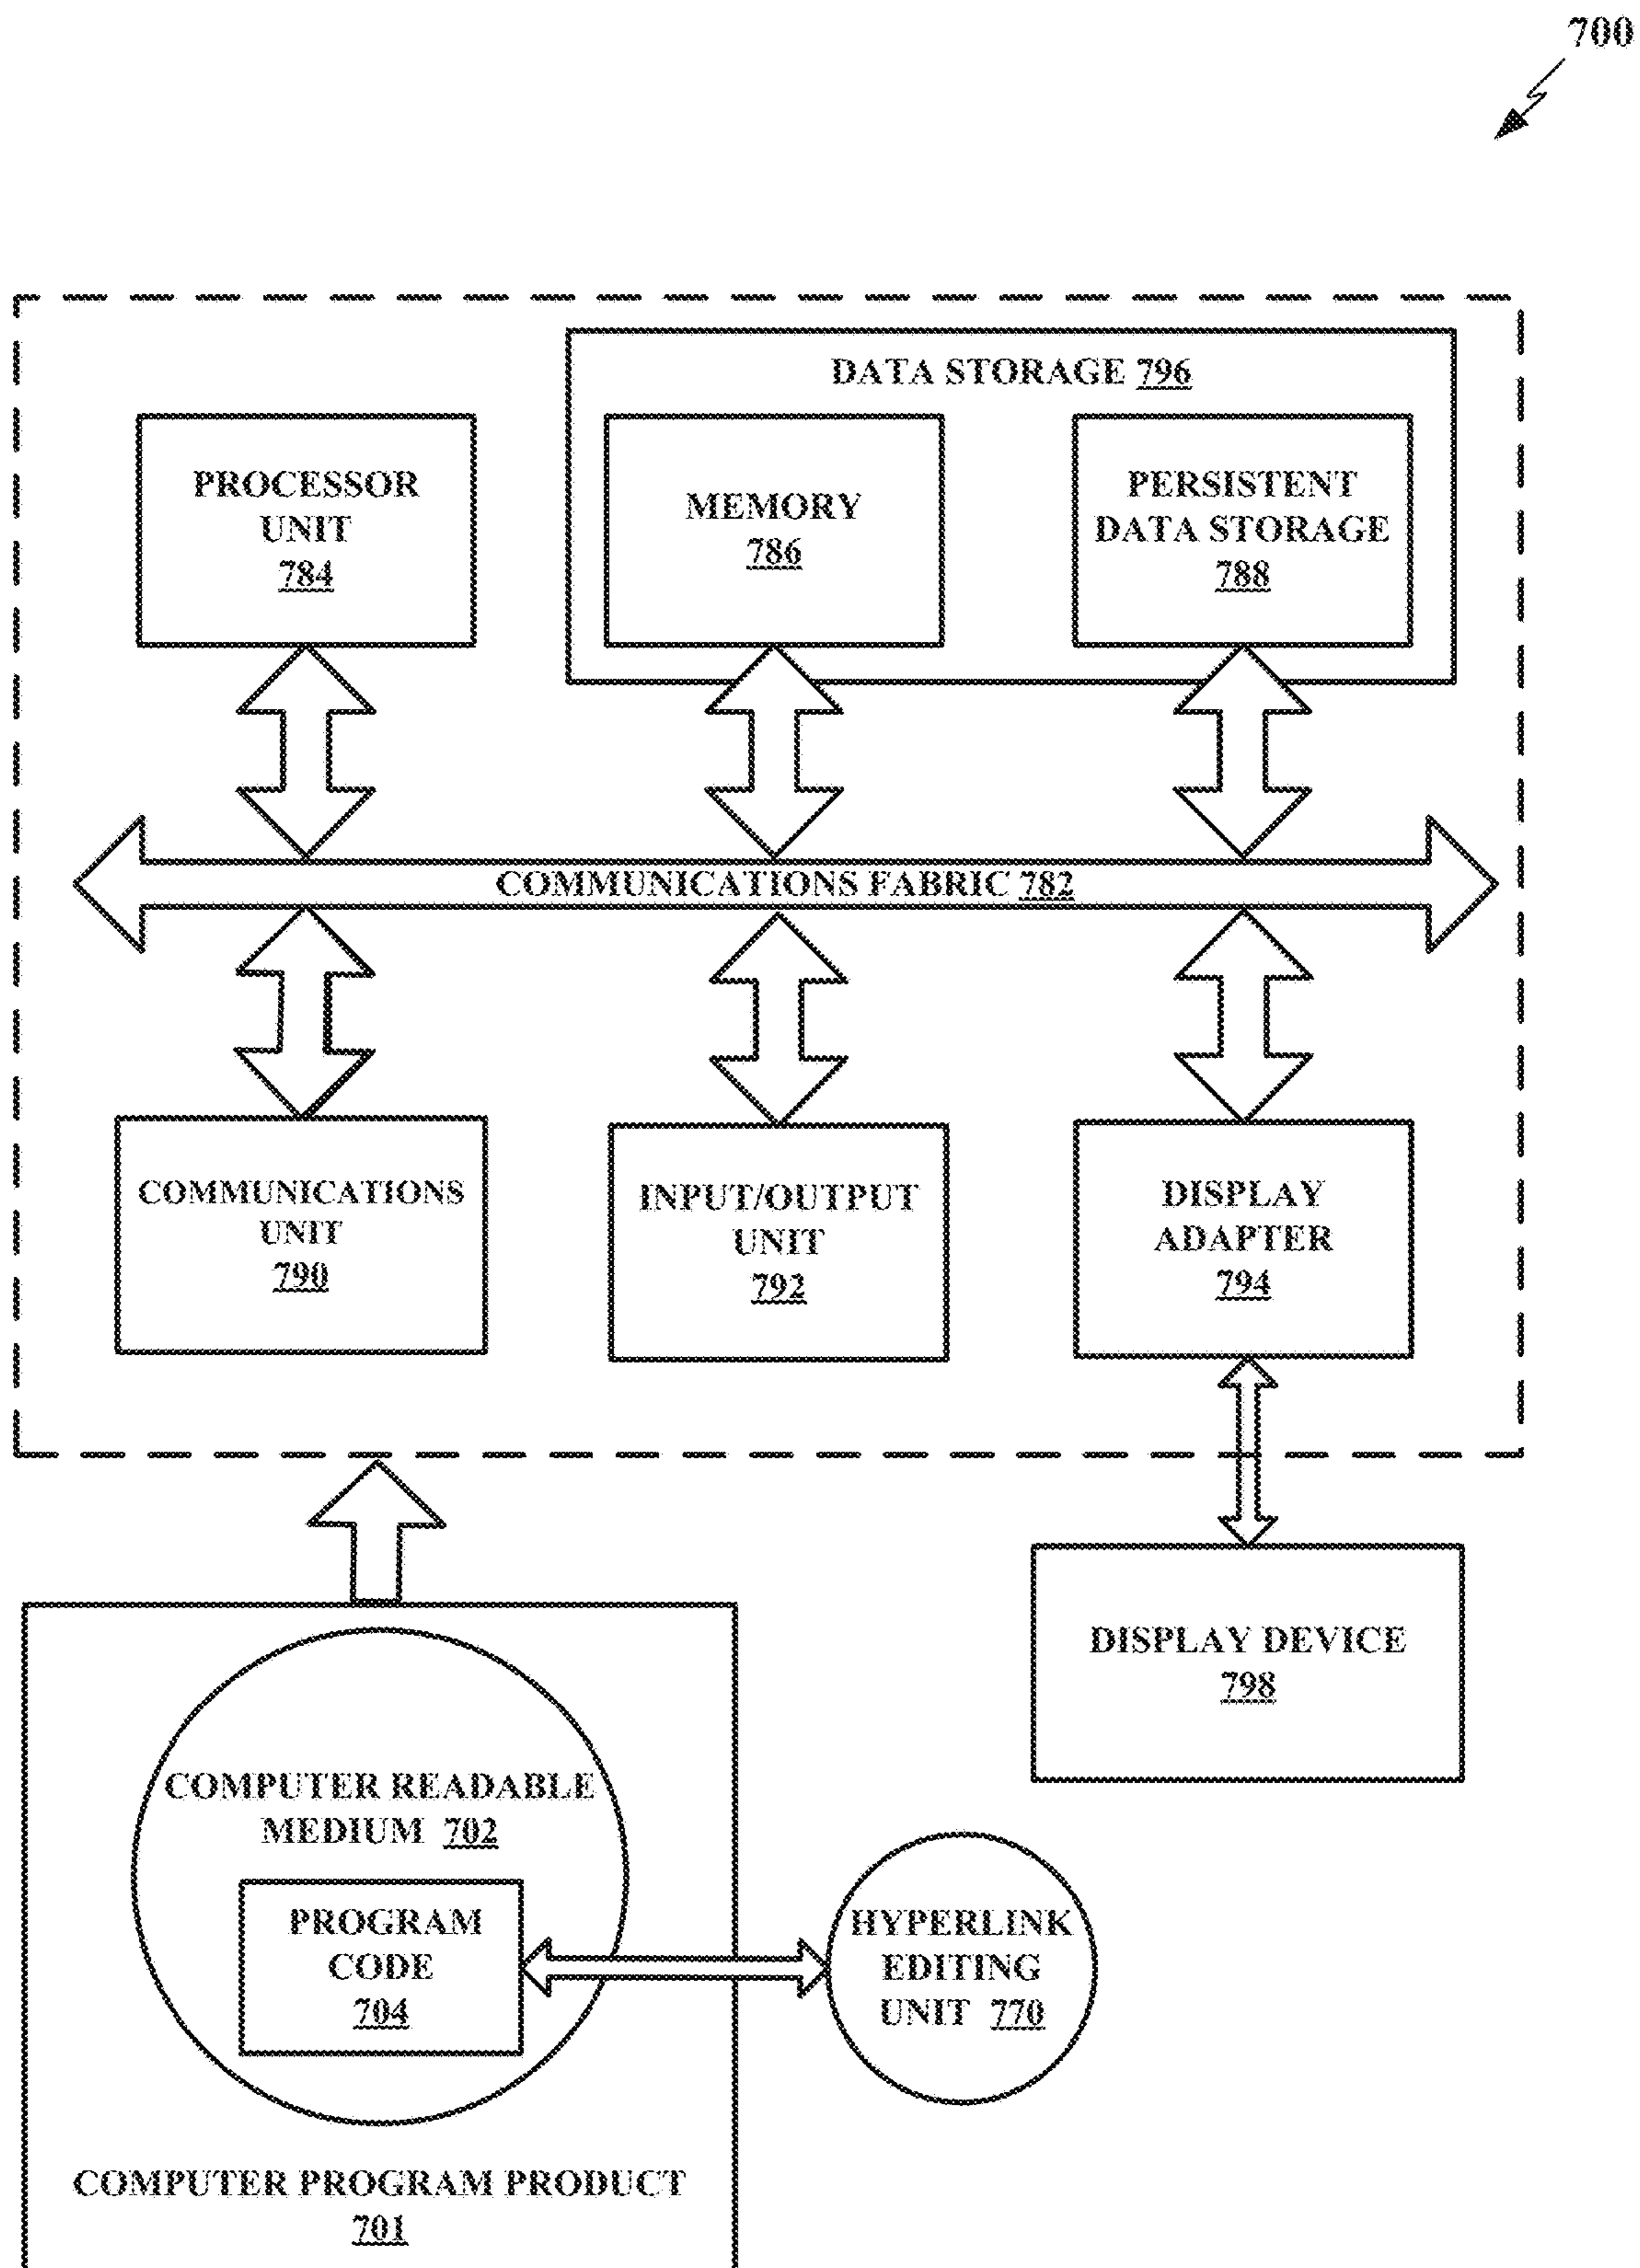 700
DATA STORAGE 796
PROCESSOR
UNIT
784
MEMORY
786
PERSISTENT
DATA STORAGE
788
COMMUNICATIONS FABRIC 782
COMMUNICATIONS
UNIT
790
INPUT/OUTPUT
UNIT
792
DISPLAY
ADAPTER
794
DISPLAY DEVICE
798
COMPUTER READABLE
MEDIUM 702
PROGRAM
CODE
704
HYPERLINK
EDITING
UNIT 770
COMPUTER PROGRAM PRODUCT
701